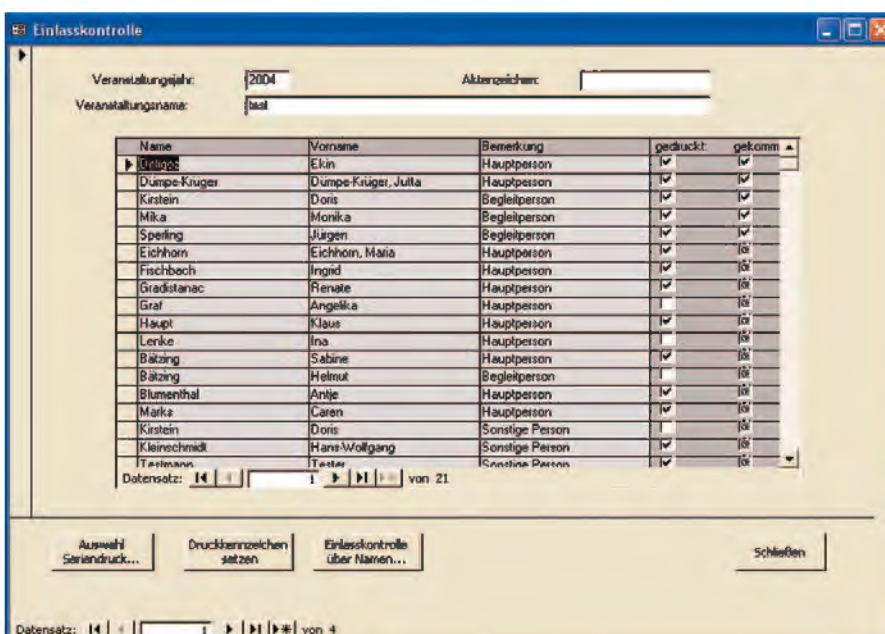 Einlasskontrolle
Veranstaltungsjahr: 2004 Aktenzeichen:
Veranstaltungsname: test
Name Vorname Bemerkung gedruckt: gekomm
Ekin Hauptperson
Dümpe-Krüger Dümpe-Krüger, Jutta Hauptperson
Kirstein Doris Begleitperson
Mika Monika Begleitperson
Sperling Jürgen Begleitperson
Eichhorn Eichhorn, Maria Hauptperson
Fischbach Ingrid Hauptperson
Gradistanac Renate Hauptperson
Graf Angelika Hauptperson
Haupt Klaus Hauptperson
Lenke Ina Hauptperson
Bätzing Sabine Hauptperson
Bätzing Helmut Begleitperson
Blumenthal Antje Hauptperson
Marks Caren Hauptperson
Kirstein Doris Sonstige Person
Kleinschmidt Hans-Wolfgang Sonstige Person
Testmann Tester Sonstige Person
Datensatz: 1 von 21
Auswahl Seriendruck...
Druckkennzeichen setzen
Einlasskontrolle über Namen...
Schließen
Datensatz: 1 von 4